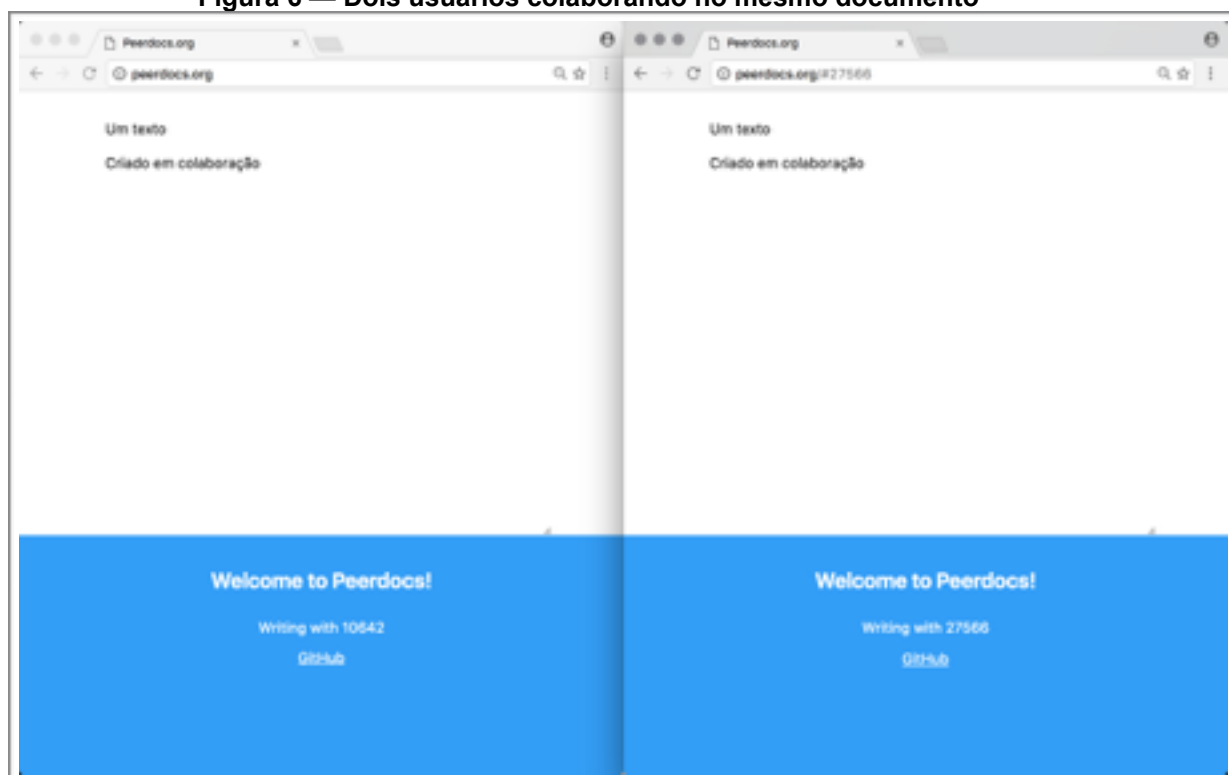 Figura 6 — Dois usuários colaborando no mesmo documento
Peerdocs.org
peerdocs.org
Um texto
Criado em colaboração
Welcome to Peerdocs!
Writing with 10642
GitHub
Peerdocs.org
peerdocs.org/#27566
Um texto
Criado em colaboração
Welcome to Peerdocs!
Writing with 27566
GitHub